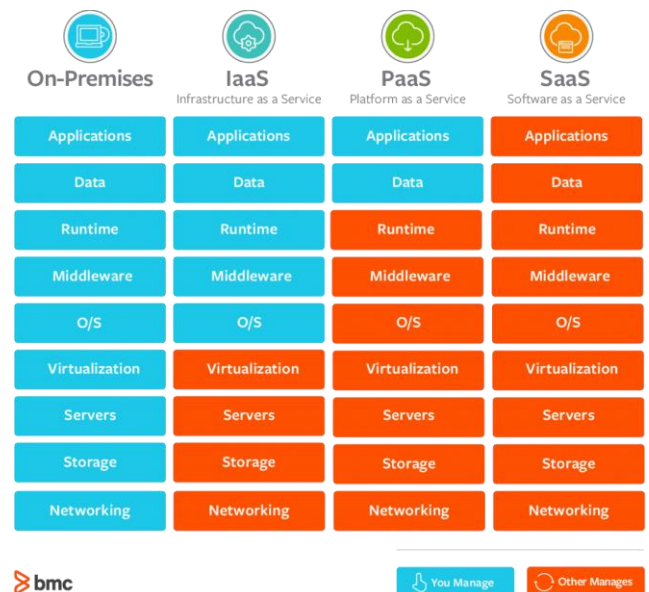 On-Premises IaaS PaaS SaaS
Infrastructure as a Service Platform as a Service Software as a Service
Applications Applications Applications Applications
Data Data Data Data
Runtime Runtime Runtime Runtime
Middleware Middleware Middleware Middleware
O/S O/S O/S O/S
Virtualization Virtualization Virtualization Virtualization
Servers Servers Servers Servers
Storage Storage Storage Storage
Networking Networking Networking Networking
bmc You Manage Other Manages